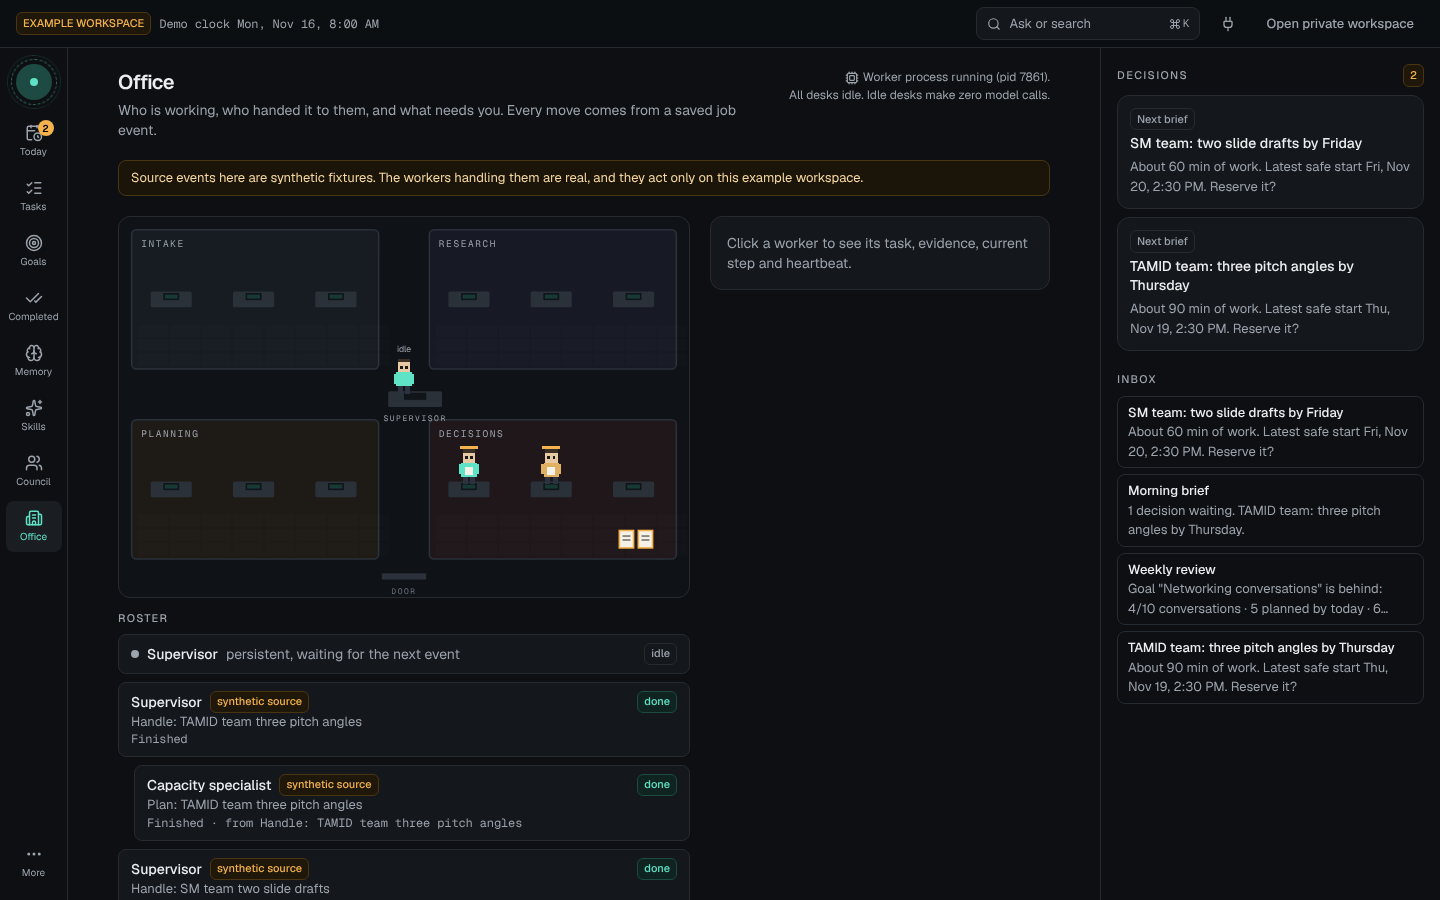 EXAMPLE WORKSPACE Demo clock Mon, Nov 16, 8:00 AM
Ask or search ⌘K
Open private workspace
2
Today
Tasks
Goals
Completed
Memory
Skills
Council
Office
More
Office
Who is working, who handed it to them, and what needs you. Every move comes from a saved job
event.
Worker process running (pid 7861).
All desks idle. Idle desks make zero model calls.
Source events here are synthetic fixtures. The workers handling them are real, and they act only on this example workspace.
INTAKE
RESEARCH
idle
SUPERVISOR
PLANNING
DECISIONS
DOOR
Click a worker to see its task, evidence, current
step and heartbeat.
ROSTER
Supervisor persistent, waiting for the next event idle
Supervisor synthetic source done
Handle: TAMID team three pitch angles
Finished
Capacity specialist synthetic source done
Plan: TAMID team three pitch angles
Finished · from Handle: TAMID team three pitch angles
Supervisor synthetic source done
Handle: SM team two slide drafts
DECISIONS 2
Next brief
SM team: two slide drafts by Friday
About 60 min of work. Latest safe start Fri, Nov
20, 2:30 PM. Reserve it?
Next brief
TAMID team: three pitch angles by
Thursday
About 90 min of work. Latest safe start Thu,
Nov 19, 2:30 PM. Reserve it?
INBOX
SM team: two slide drafts by Friday
About 60 min of work. Latest safe start Fri, Nov
20, 2:30 PM. Reserve it?
Morning brief
1 decision waiting. TAMID team: three pitch
angles by Thursday.
Weekly review
Goal "Networking conversations" is behind:
4/10 conversations · 5 planned by today · 6...
TAMID team: three pitch angles by Thursday
About 90 min of work. Latest safe start Thu,
Nov 19, 2:30 PM. Reserve it?